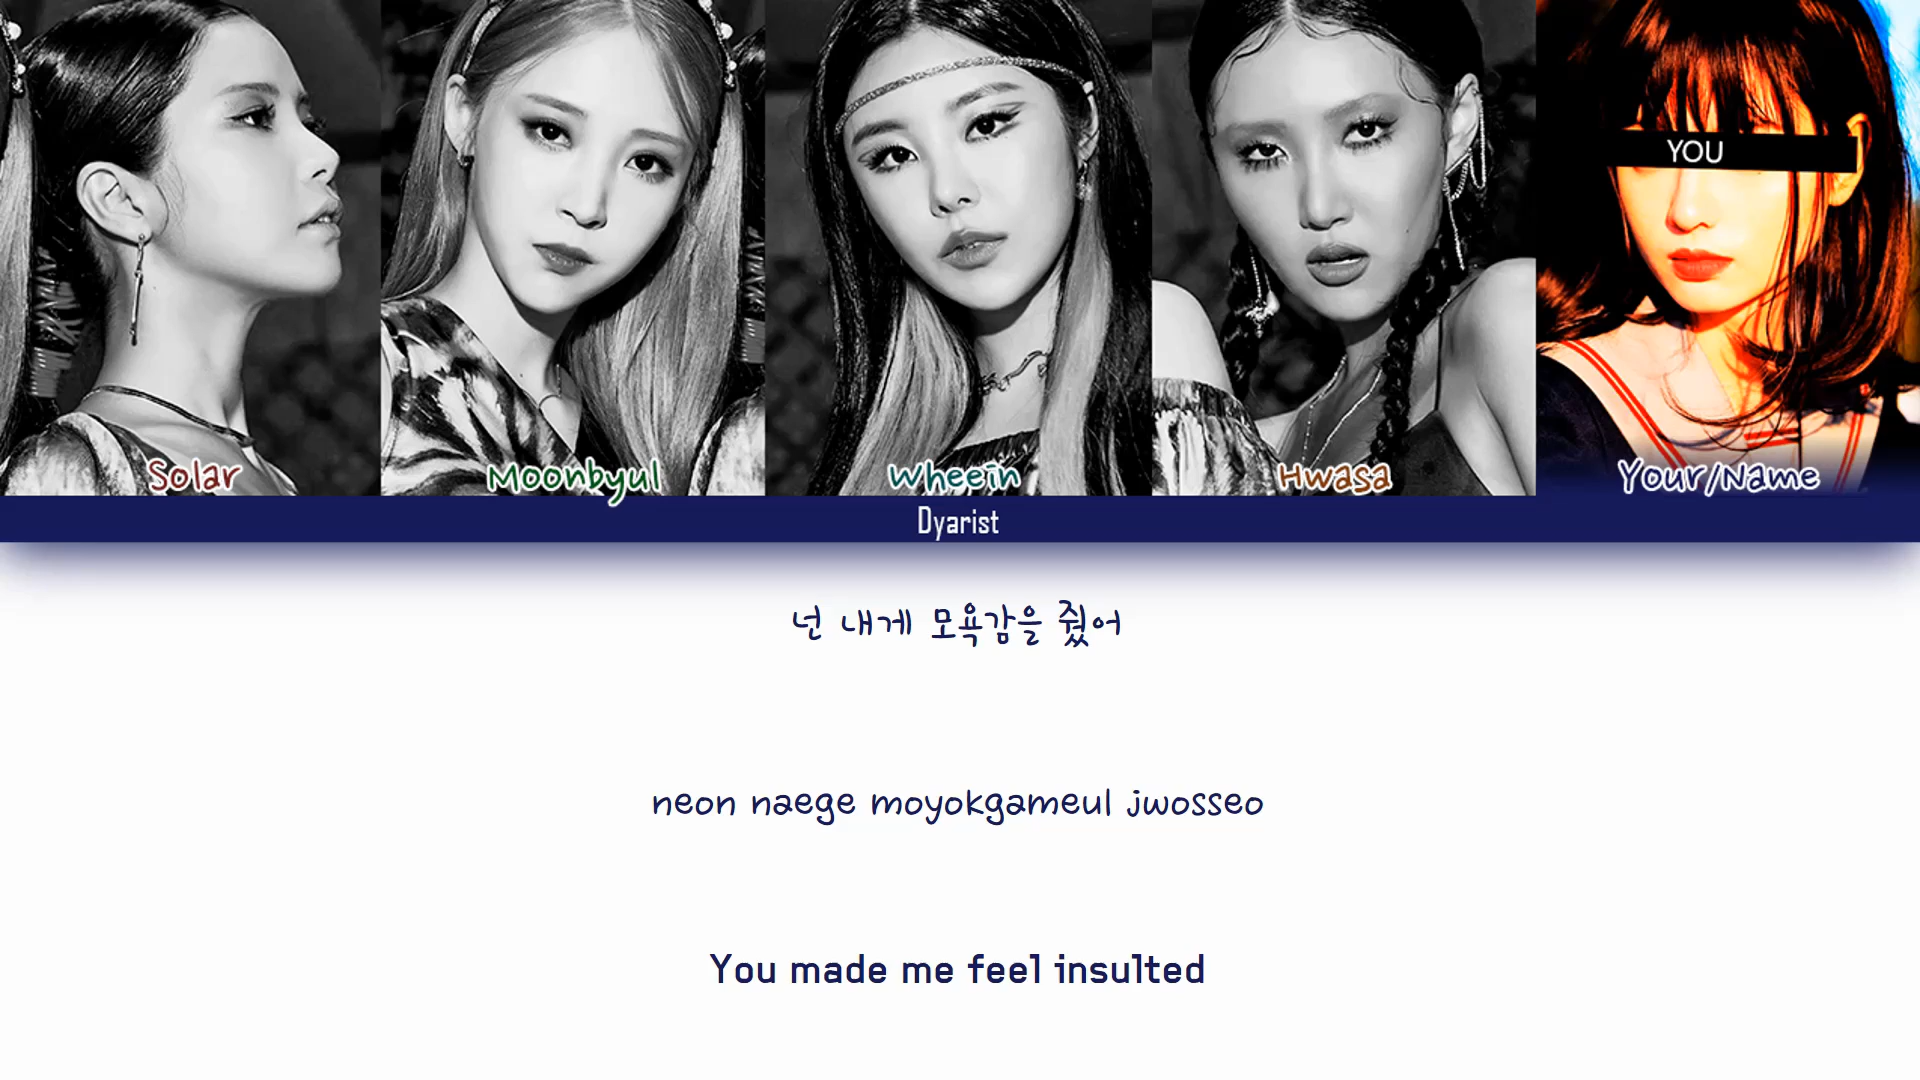 YOU
Solar
Moonbyul
Wheein
Hwasa
Your/Name
Dyarist
넌 내게 모욕감을 줬어
neon naege moyokgameul jwosseo
You made me feel insulted